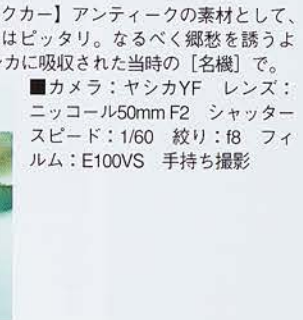 クカー】アンティークの素材として、
はピッタリ。なるべく郷愁を誘うよ
カに吸収された当時の［名機］で。
■カメラ：ヤシカYF　レンズ：
ニッコール50mm F2　シャッター
スピード：1/60　絞り：f8　フィ
ルム：E100VS　手持ち撮影